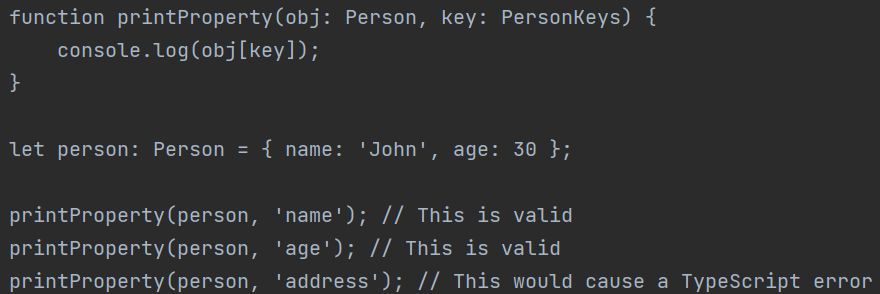 function printProperty(obj: Person, key: PersonKeys) {
    console.log(obj[key]);
}
let person: Person = { name: 'John', age: 30 };
printProperty(person, 'name'); // This is valid
printProperty(person, 'age'); // This is valid
printProperty(person, 'address'); // This would cause a TypeScript error